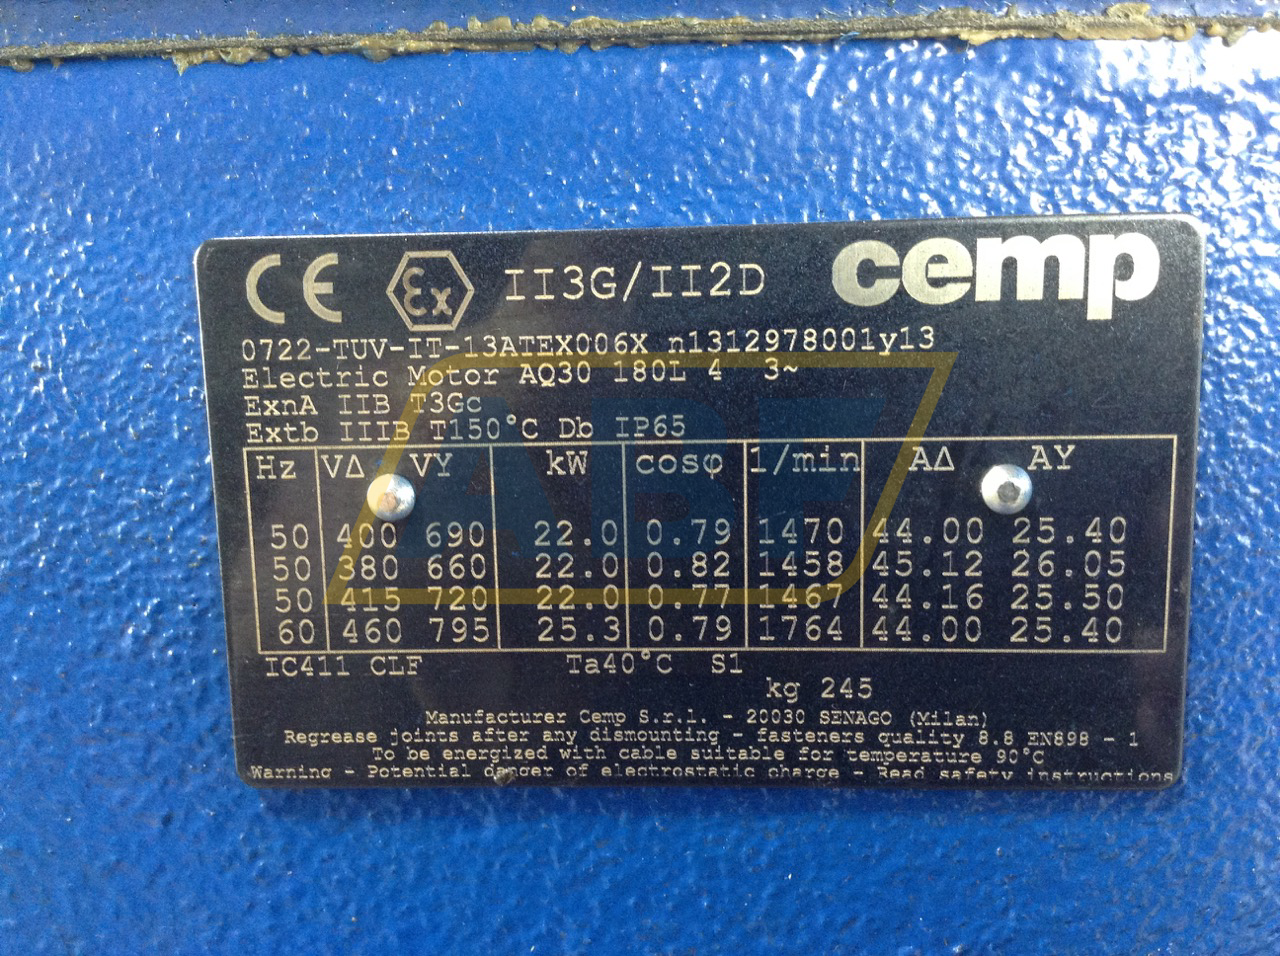 CE Ex II3G/II2D cemp
0722-TUV-IT-13ATEX006X n1312978001y13
Electric Motor AQ30 180L 4 3~
ExnA IIB T3Gc
Extb IIIB T150°C Db IP65
Hz VΔ VY kW cosφ 1/min AΔ AY
50 400 690 22.0 0.79 1470 44.00 25.40
50 380 660 22.0 0.82 1458 45.12 26.05
50 415 720 22.0 0.77 1467 44.16 25.50
60 460 795 25.3 0.79 1764 44.00 25.40
IC411 CLF Ta40°C S1
kg 245
Manufacturer Cemp S.r.l. - 20030 SENAGO (Milan)
Regrease joints after any dismounting - fasteners quality 8.8 EN898 - 1
To be energized with cable suitable for temperature 90°C
Warning - Potential danger of electrostatic charge - Read safety instructions
ABF